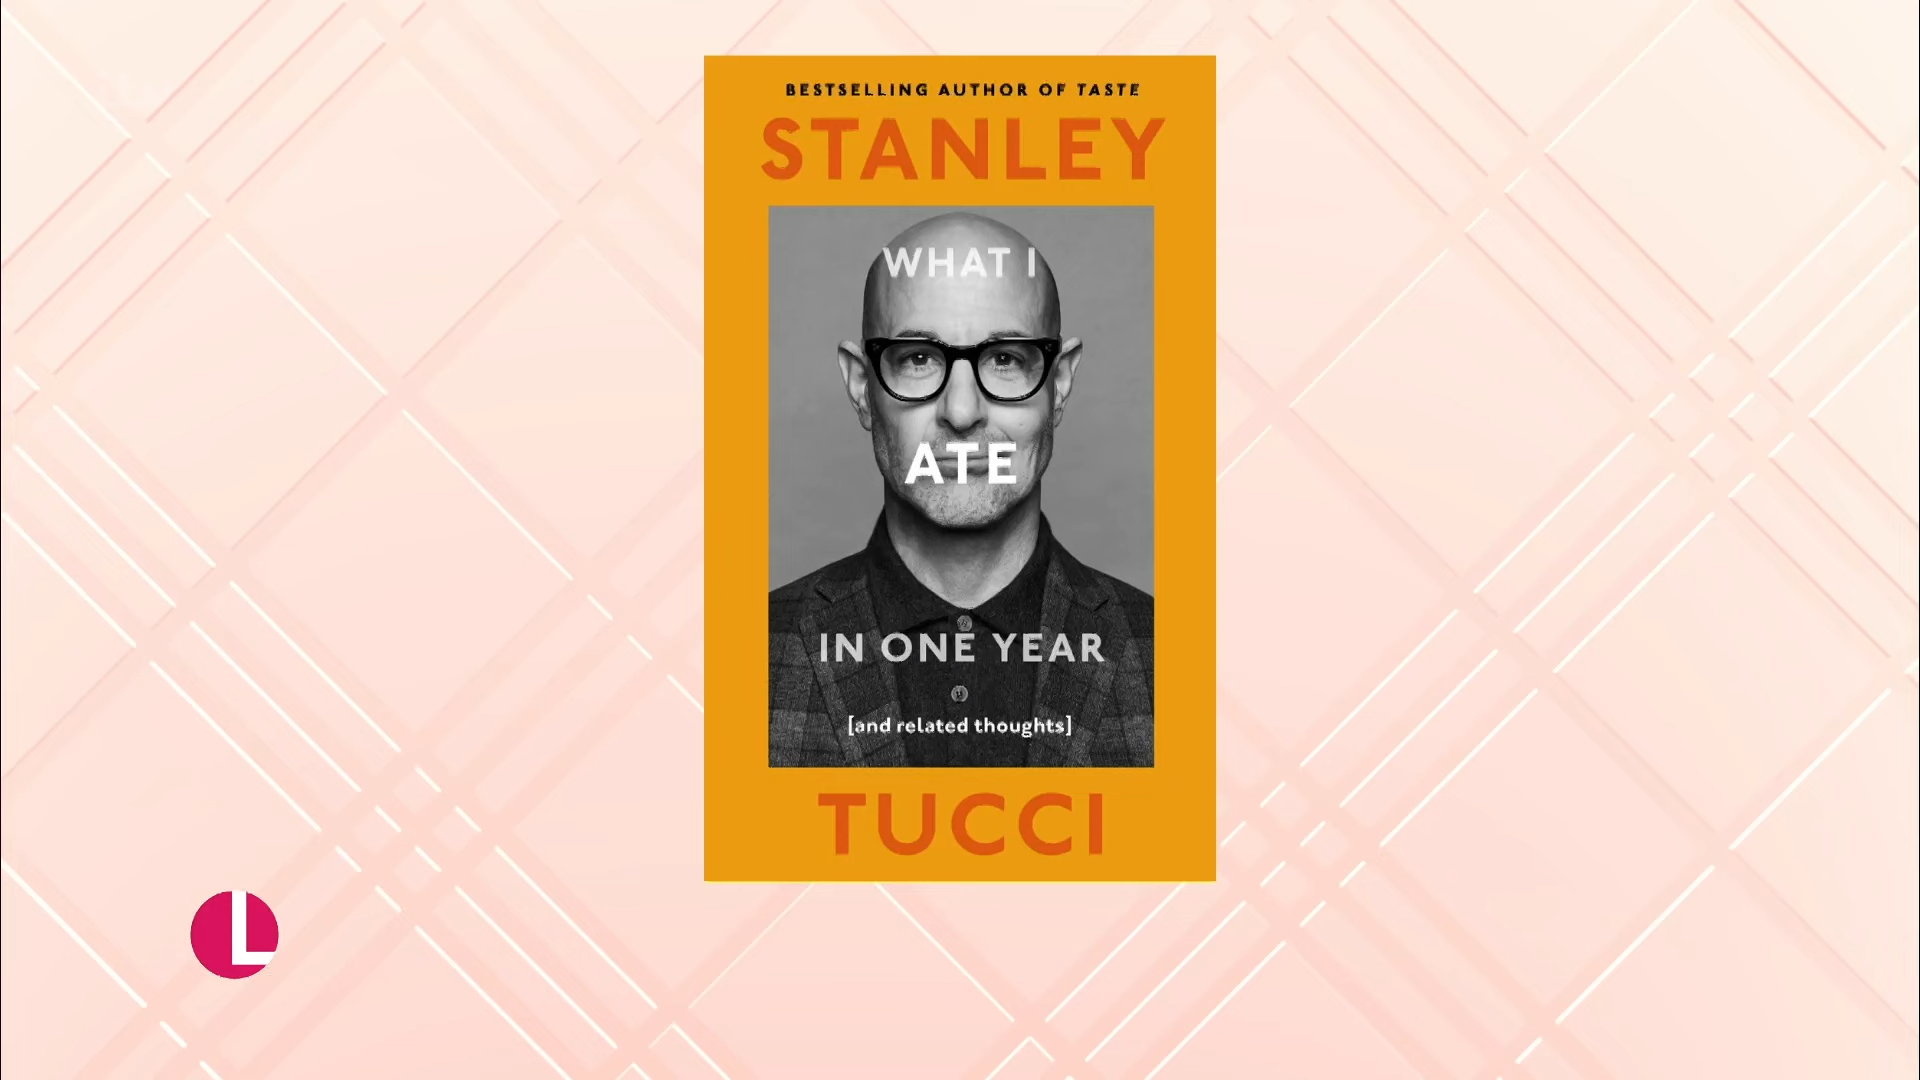 BESTSELLING AUTHOR OF TASTE
STANLEY
WHAT I
ATE
IN ONE YEAR
[and related thoughts]
TUCCI
L